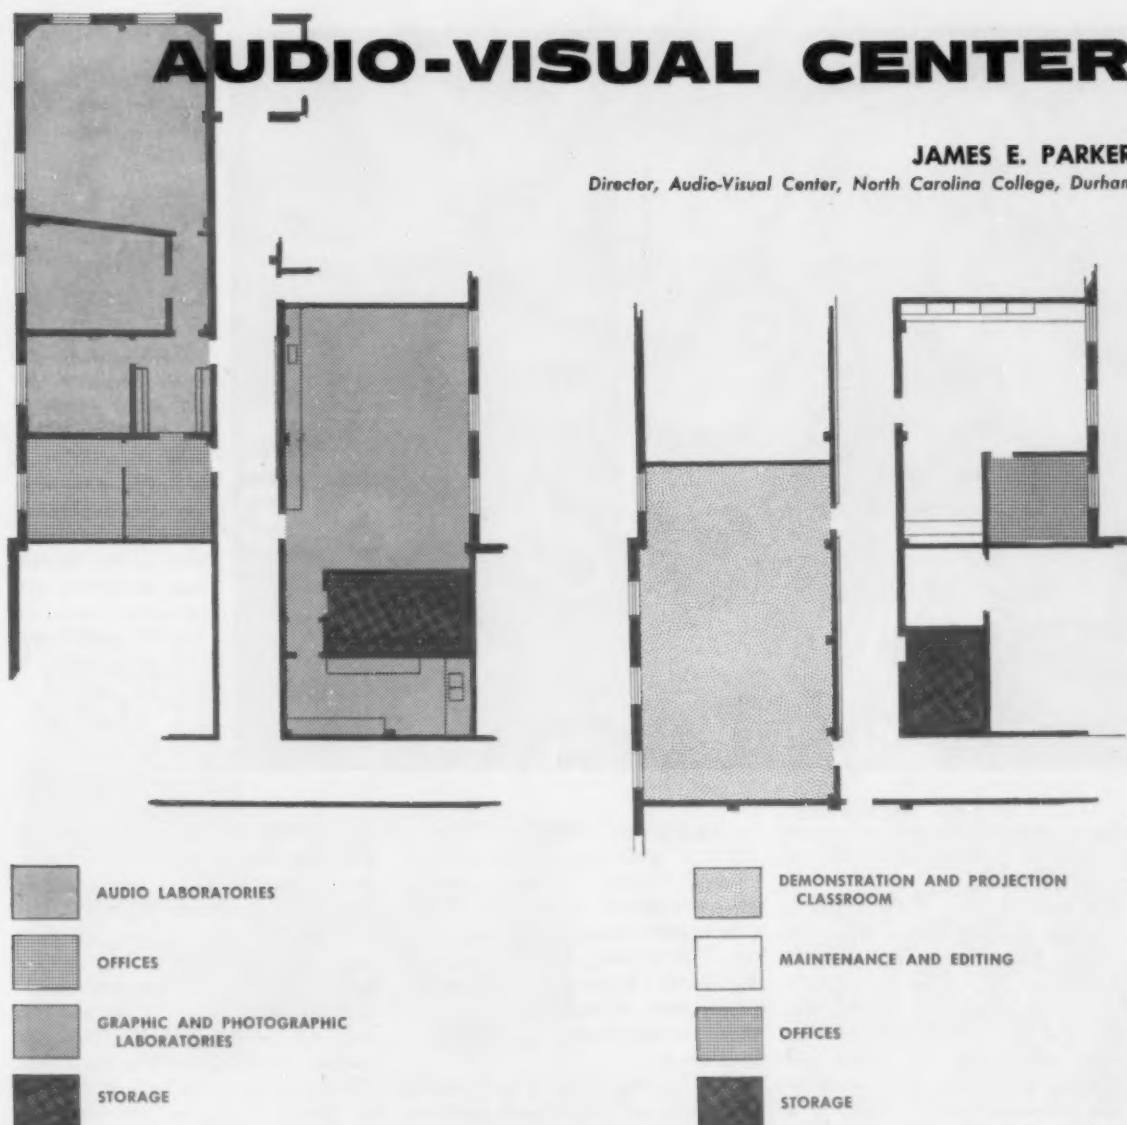 AUDIO-VISUAL CENTER
JAMES E. PARKER
Director, Audio-Visual Center, North Carolina College, Durham
AUDIO LABORATORIES
OFFICES
GRAPHIC AND PHOTOGRAPHIC
LABORATORIES
STORAGE
DEMONSTRATION AND PROJECTION
CLASSROOM
MAINTENANCE AND EDITING
OFFICES
STORAGE